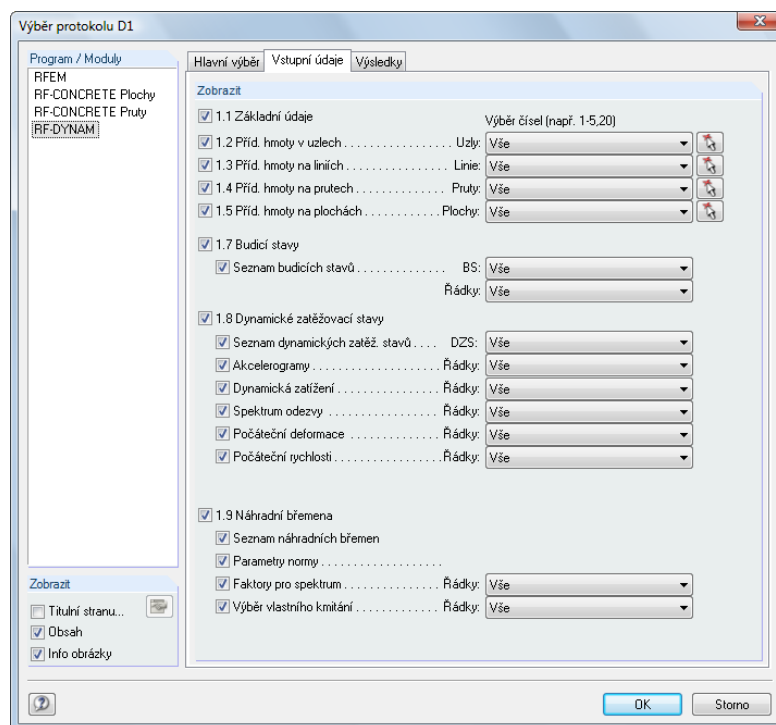 Výběr protokolu D1
Program / Moduly
RFEM
RF-CONCRETE Plochy
RF-CONCRETE Pruty
RF-DYNAM
Zobrazit
Titulní stranu...
Obsah
Info obrázky
Hlavní výběr Vstupní údaje Výsledky
Zobrazit
1.1 Základní údaje Výběr čísel (např. 1-5,20)
1.2 Příd. hmoty v uzlech . . . . . . . . . . . . . . . Uzly: Vše
1.3 Příd. hmoty na liniích . . . . . . . . . . . . . . . Linie: Vše
1.4 Příd. hmoty na prutech . . . . . . . . . . . . . Pruty: Vše
1.5 Příd. hmoty na plochách . . . . . . . . . . . Plochy: Vše
1.7 Budicí stavy
Seznam budicích stavů . . . . . . . . . . . . . BS: Vše
Řádky: Vše
1.8 Dynamické zatěžovací stavy
Seznam dynamických zatěž. stavů . . . . DZS: Vše
Akcelerogramy . . . . . . . . . . . . . . . . . . Řádky: Vše
Dynamická zatížení . . . . . . . . . . . . . . . Řádky: Vše
Spektrum odezvy . . . . . . . . . . . . . . . . Řádky: Vše
Počáteční deformace . . . . . . . . . . . . . Řádky: Vše
Počáteční rychlosti . . . . . . . . . . . . . . . Řádky: Vše
1.9 Náhradní břemena
Seznam náhradních břemen
Parametry normy . . . . . . . . . . . . . . . . .
Faktory pro spektrum . . . . . . . . . . . . . Řádky: Vše
Výběr vlastního kmitání . . . . . . . . . . . . Řádky: Vše
OK Storno